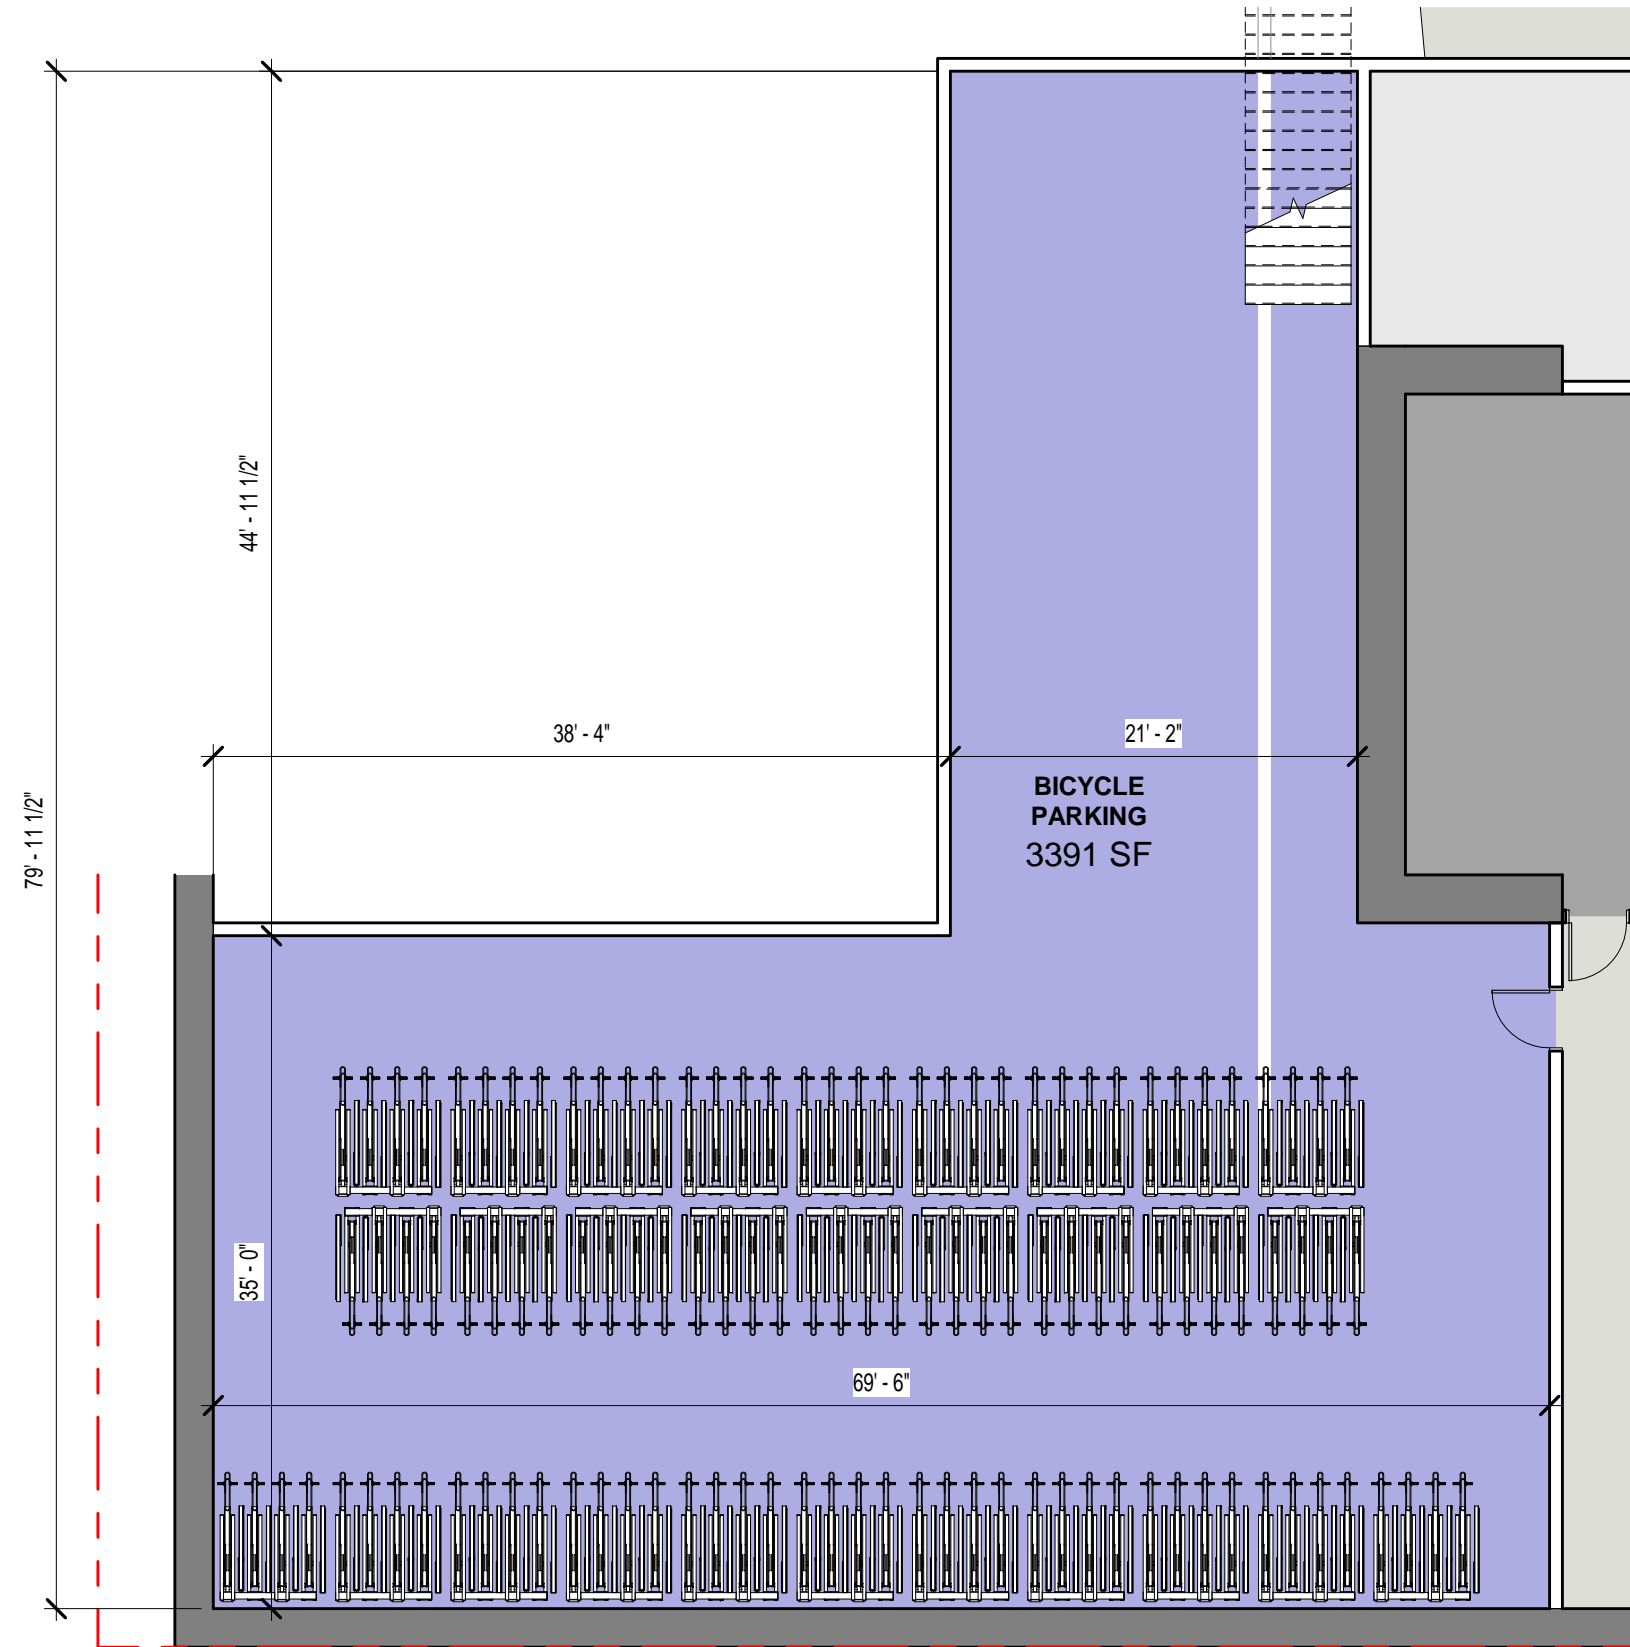 44' - 11 1/2"
38' - 4"
21' - 2"
BICYCLE
PARKING
3391 SF
79' - 11 1/2"
35' - 0"
69' - 6"